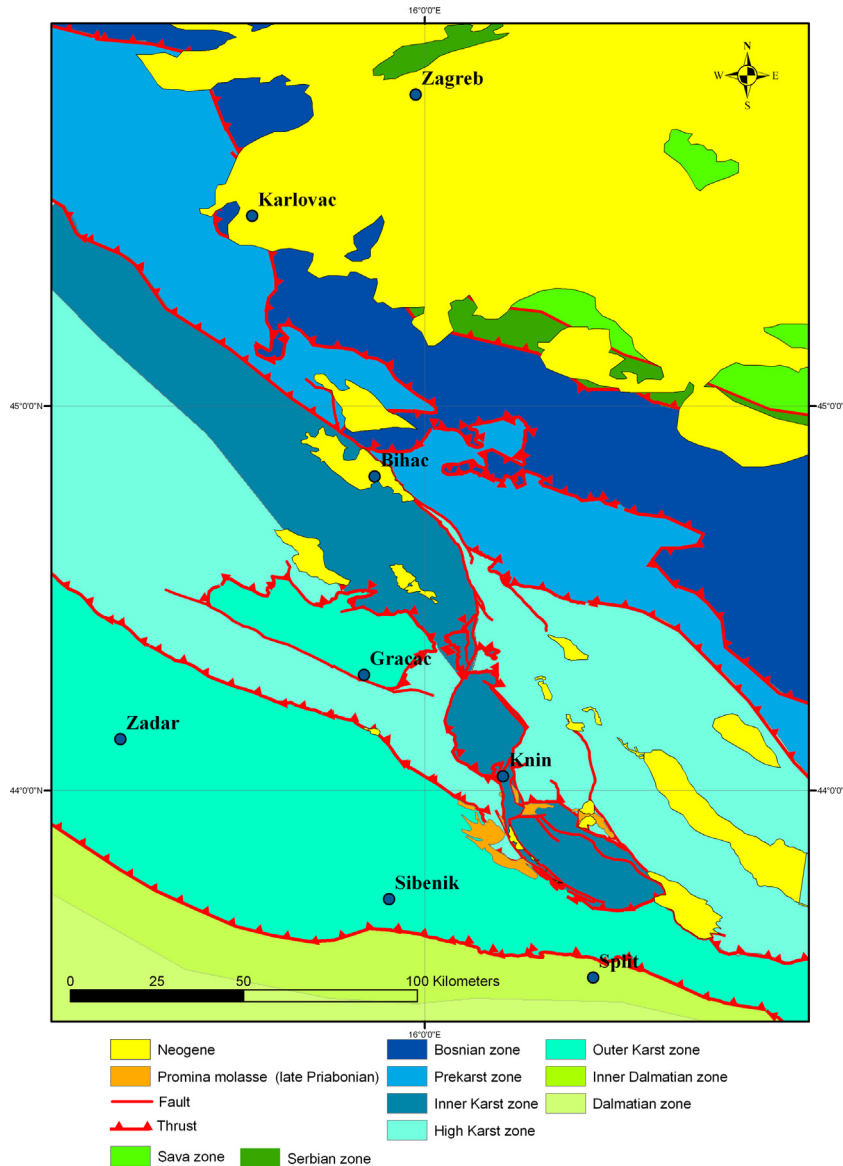 16°0'0"E
N
W E
S
Zagreb
Karlovac
45°0'0"N 45°0'0"N
Bihac
Gracac
Zadar
Knin
44°0'0"N 44°0'0"N
Sibenik
Split
0 25 50 100 Kilometers
16°0'0"E
Neogene Bosnian zone Outer Karst zone
Promina molasse (late Priabonian) Prekarst zone Inner Dalmatian zone
Fault Inner Karst zone Dalmatian zone
Thrust High Karst zone
Sava zone Serbian zone